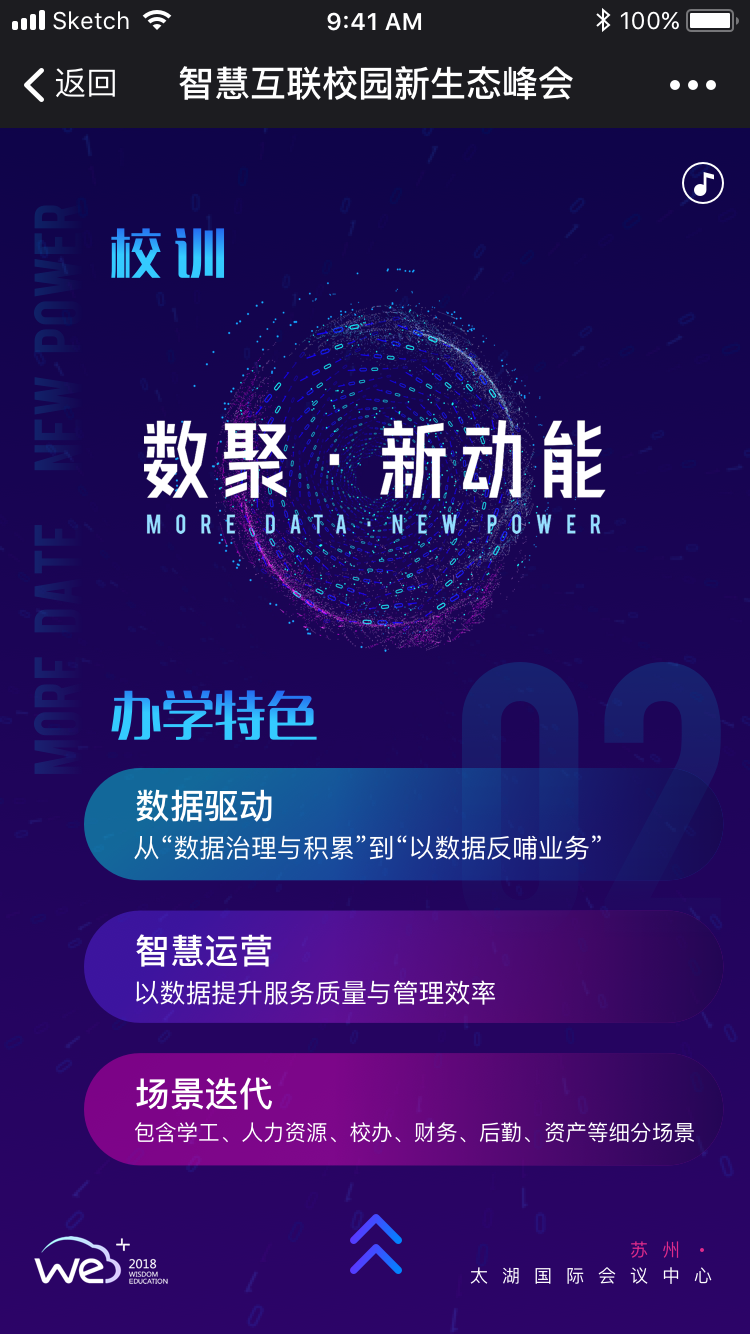 Sketch 9:41 AM 100%
返回 智慧互联校园新生态峰会
校训
MORE DATE NEW POWER
数聚·新动能
MORE DATA·NEW POWER
02
办学特色
数据驱动
从“数据治理与积累”到“以数据反哺业务”
智慧运营
以数据提升服务质量与管理效率
场景迭代
包含学工、人力资源、校办、财务、后勤、资产等细分场景
we+
2018
WISDOM
EDUCATION
苏州·
太湖国际会议中心